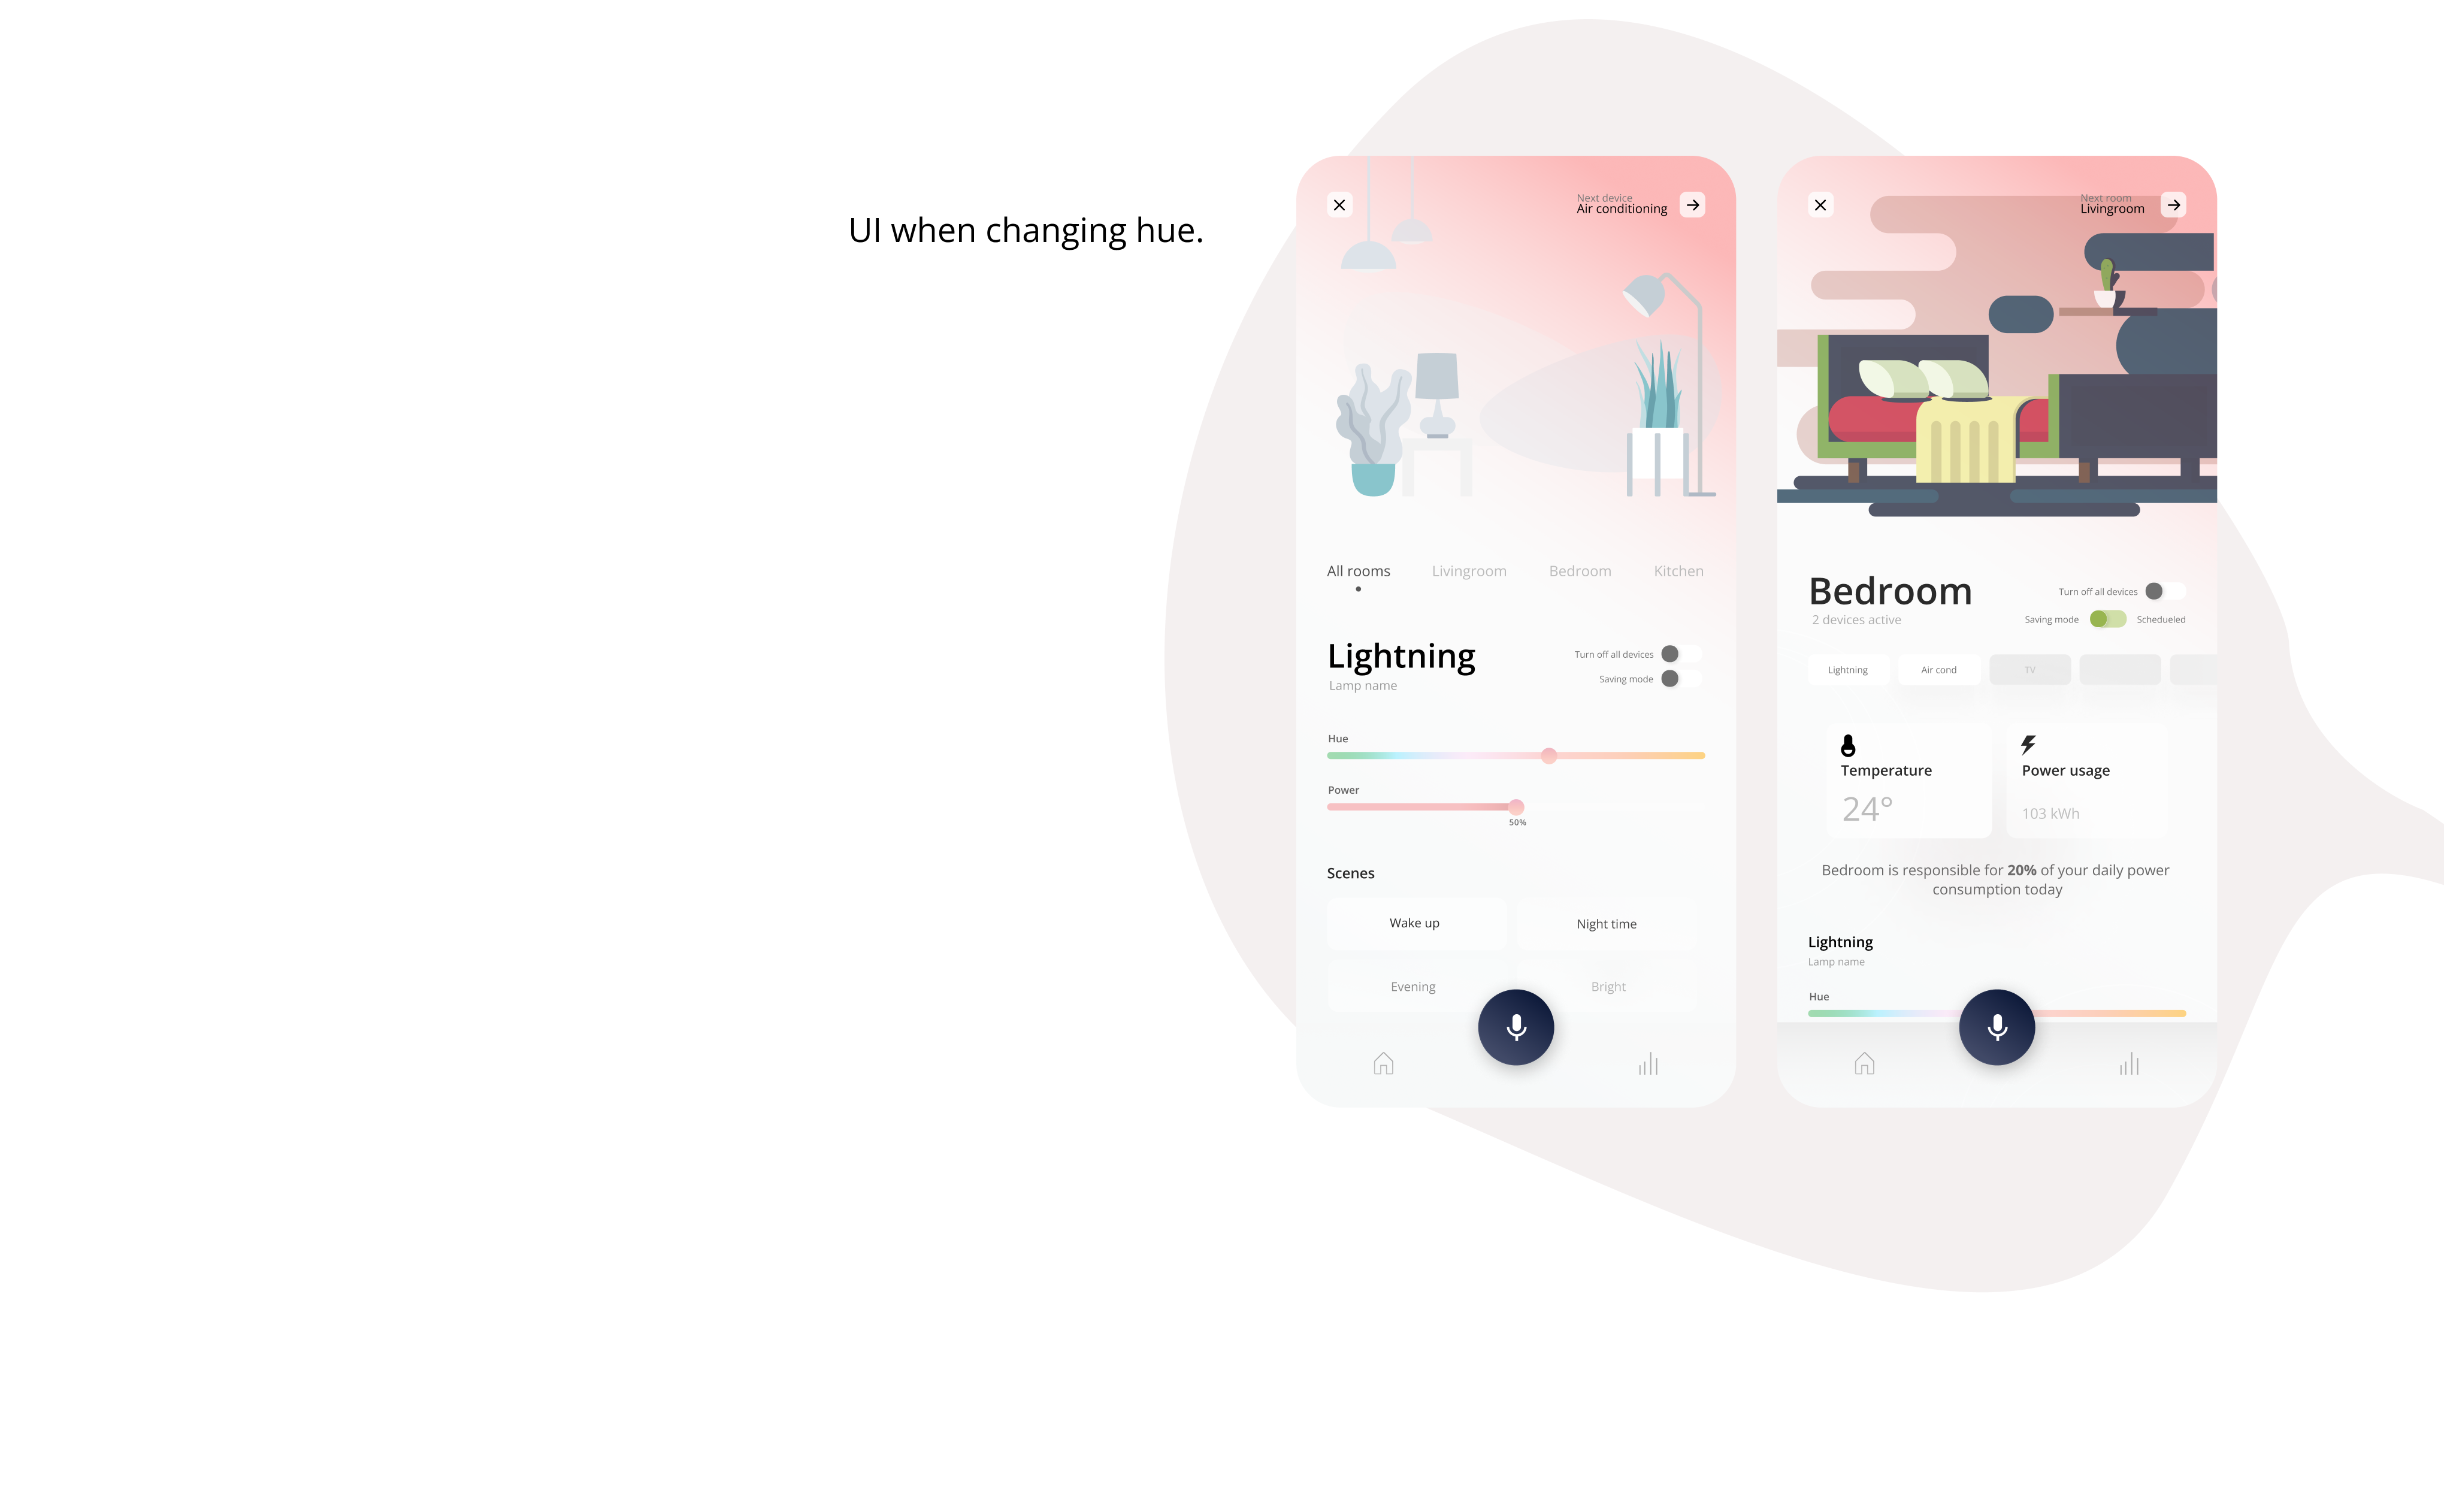 UI when changing hue.
Next device
Air conditioning
All rooms
Livingroom
Bedroom
Kitchen
Lightning
Lamp name
Turn off all devices
Saving mode
Hue
Power
50%
Scenes
Wake up
Night time
Evening
Bright
Next room
Livingroom
Bedroom
2 devices active
Turn off all devices
Saving mode
Schedueled
Lightning
Air cond
TV
Temperature
24°
Power usage
103 kWh
Bedroom is responsible for 20% of your daily power
consumption today
Lightning
Lamp name
Hue